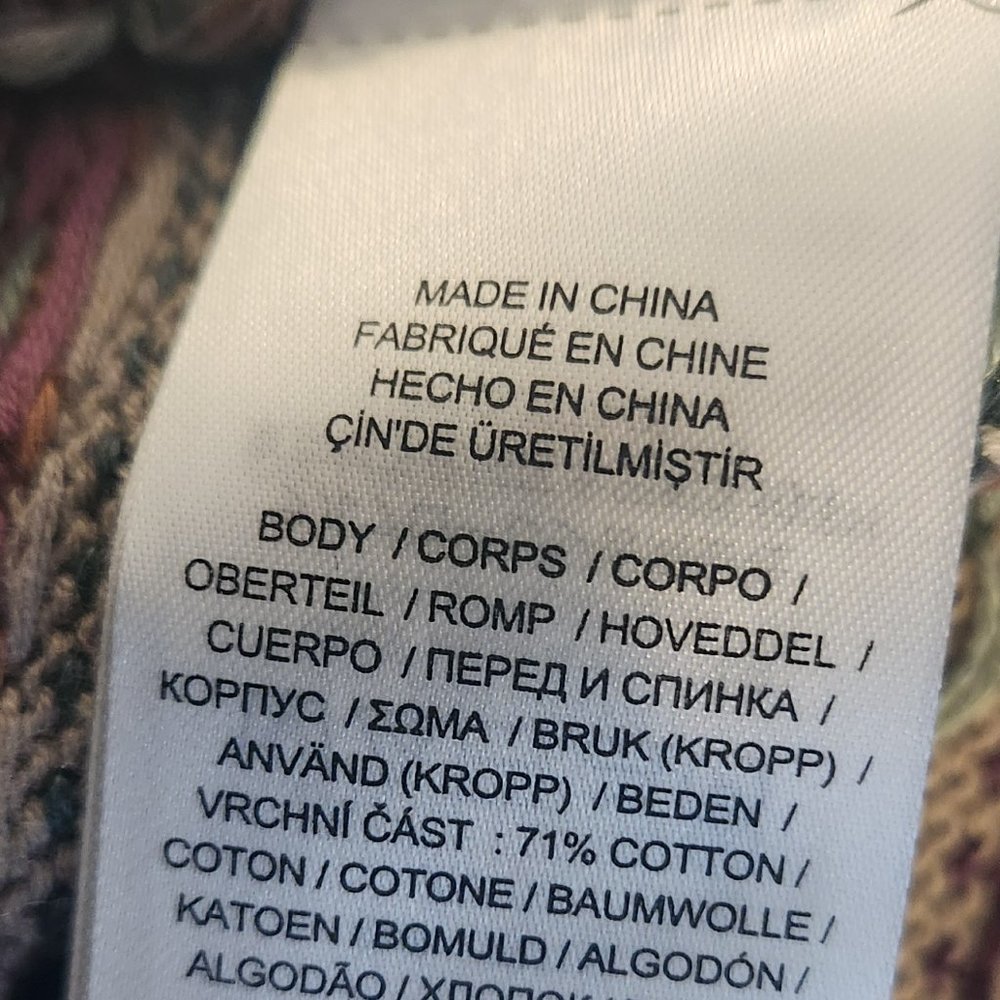 MADE IN CHINA
FABRIQUÉ EN CHINE
HECHO EN CHINA
ÇİN'DE ÜRETİLMİŞTİR
BODY / CORPS / CORPO /
OBERTEIL / ROMP / HOVEDDEL /
CUERPO / ПЕРЕД И СПИНКА /
КОРПУС / ΣΩΜΑ / BRUK (KROPP) /
ANVÄND (KROPP) / BEDEN /
VRCHNÍ ČÁST : 71% COTTON /
COTON / COTONE / BAUMWOLLE /
KATOEN / BOMULD / ALGODÓN /
ALGODÃO / ХЛОПОК